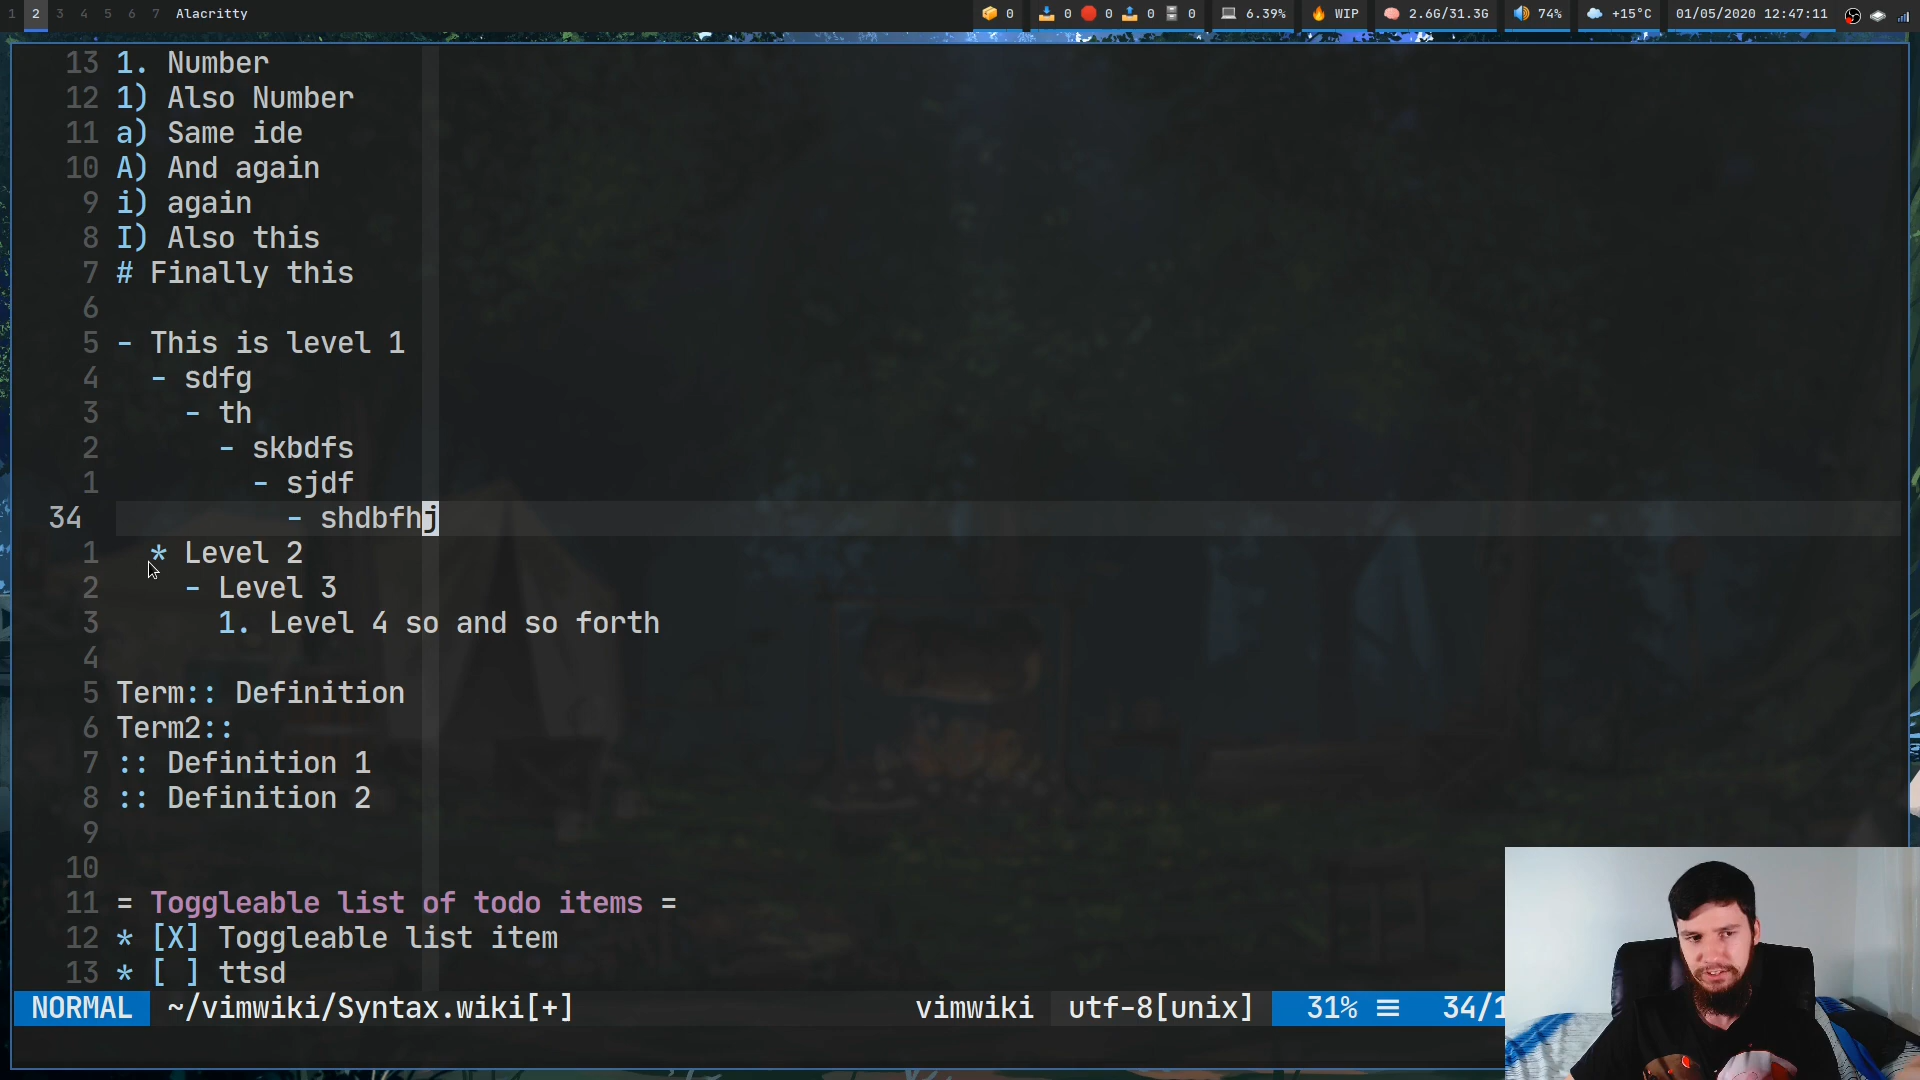 1 2 3 4 5 6 7 Alacritty 0 0 0 0 0 6.39% WIP 2.6G/31.3G 74% +15°C 01/05/2020 12:47:11
13 1. Number
12 1) Also Number
11 a) Same ide
10 A) And again
9 i) again
8 I) Also this
7 # Finally this
6
5 - This is level 1
4 - sdfg
3 - th
2 - skbdfs
1 - sjdf
34 - shdbfhj
1 * Level 2
2 - Level 3
3 1. Level 4 so and so forth
4
5 Term:: Definition
6 Term2::
7 :: Definition 1
8 :: Definition 2
9
10
11 = Toggleable list of todo items =
12 * [X] Toggleable list item
13 * [ ] ttsd
NORMAL ~/vimwiki/Syntax.wiki[+] vimwiki utf-8[unix] 31% ≡ 34/1